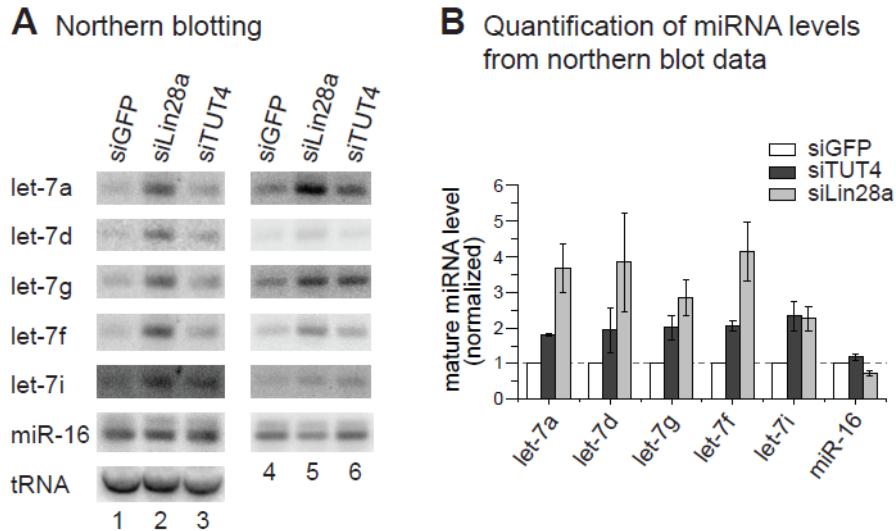 A Northern blotting
siGFP siLin28a siTUT4 siGFP siLin28a siTUT4
let-7a
let-7d
let-7g
let-7f
let-7i
miR-16
tRNA
1 2 3
4 5 6
B Quantification of miRNA levels
from northern blot data
siGFP
siTUT4
siLin28a
mature miRNA level
(normalized)
6
5
4
3
2
1
0
let-7a let-7d let-7g let-7f let-7i miR-16